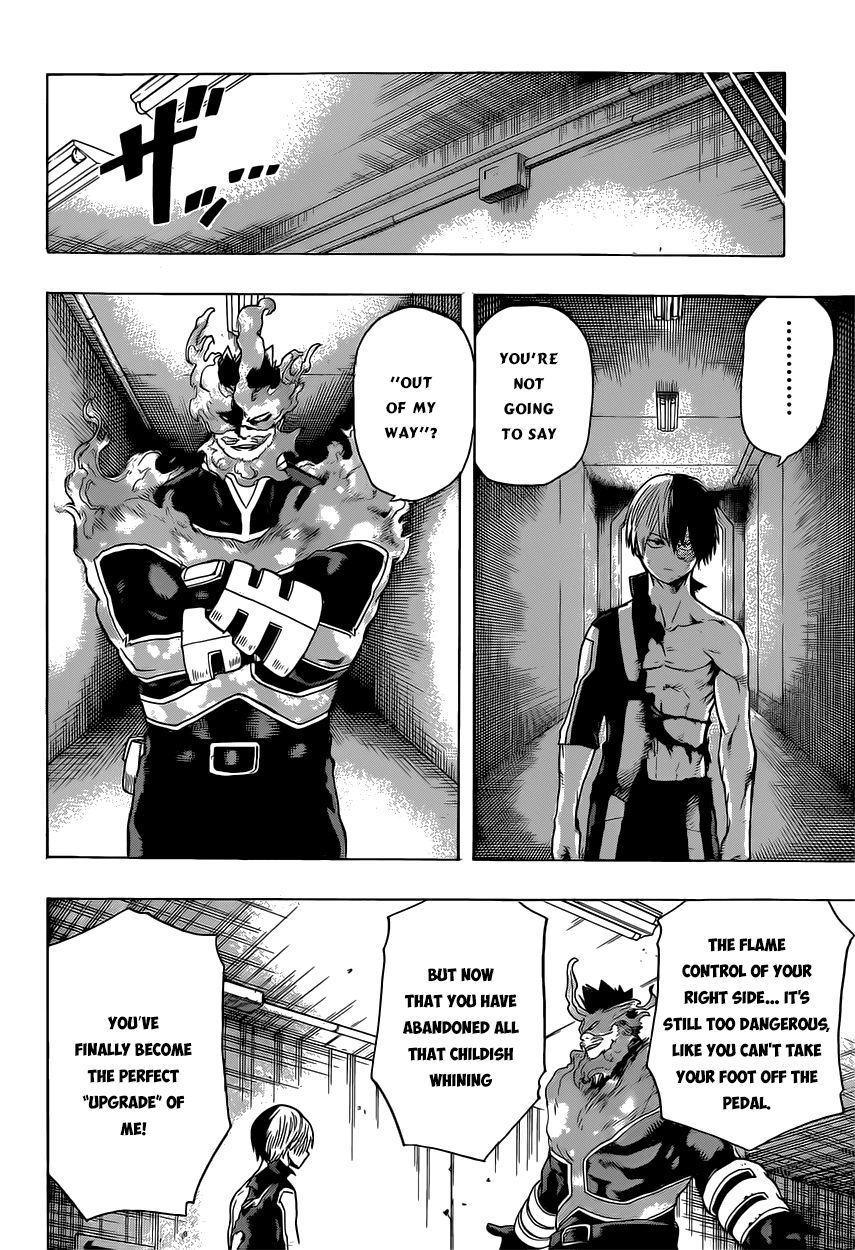 ザッ…
………
YOU'RE
NOT
GOING
TO SAY
"OUT
OF MY
WAY"?
THE FLAME
CONTROL OF YOUR
RIGHT SIDE... IT'S
STILL TOO DANGEROUS,
LIKE YOU CAN'T TAKE
YOUR FOOT OFF THE
PEDAL.
BUT NOW
THAT YOU HAVE
ABANDONED ALL
THAT CHILDISH
WHINING
YOU'VE
FINALLY BECOME
THE PERFECT
"UPGRADE" OF
ME!